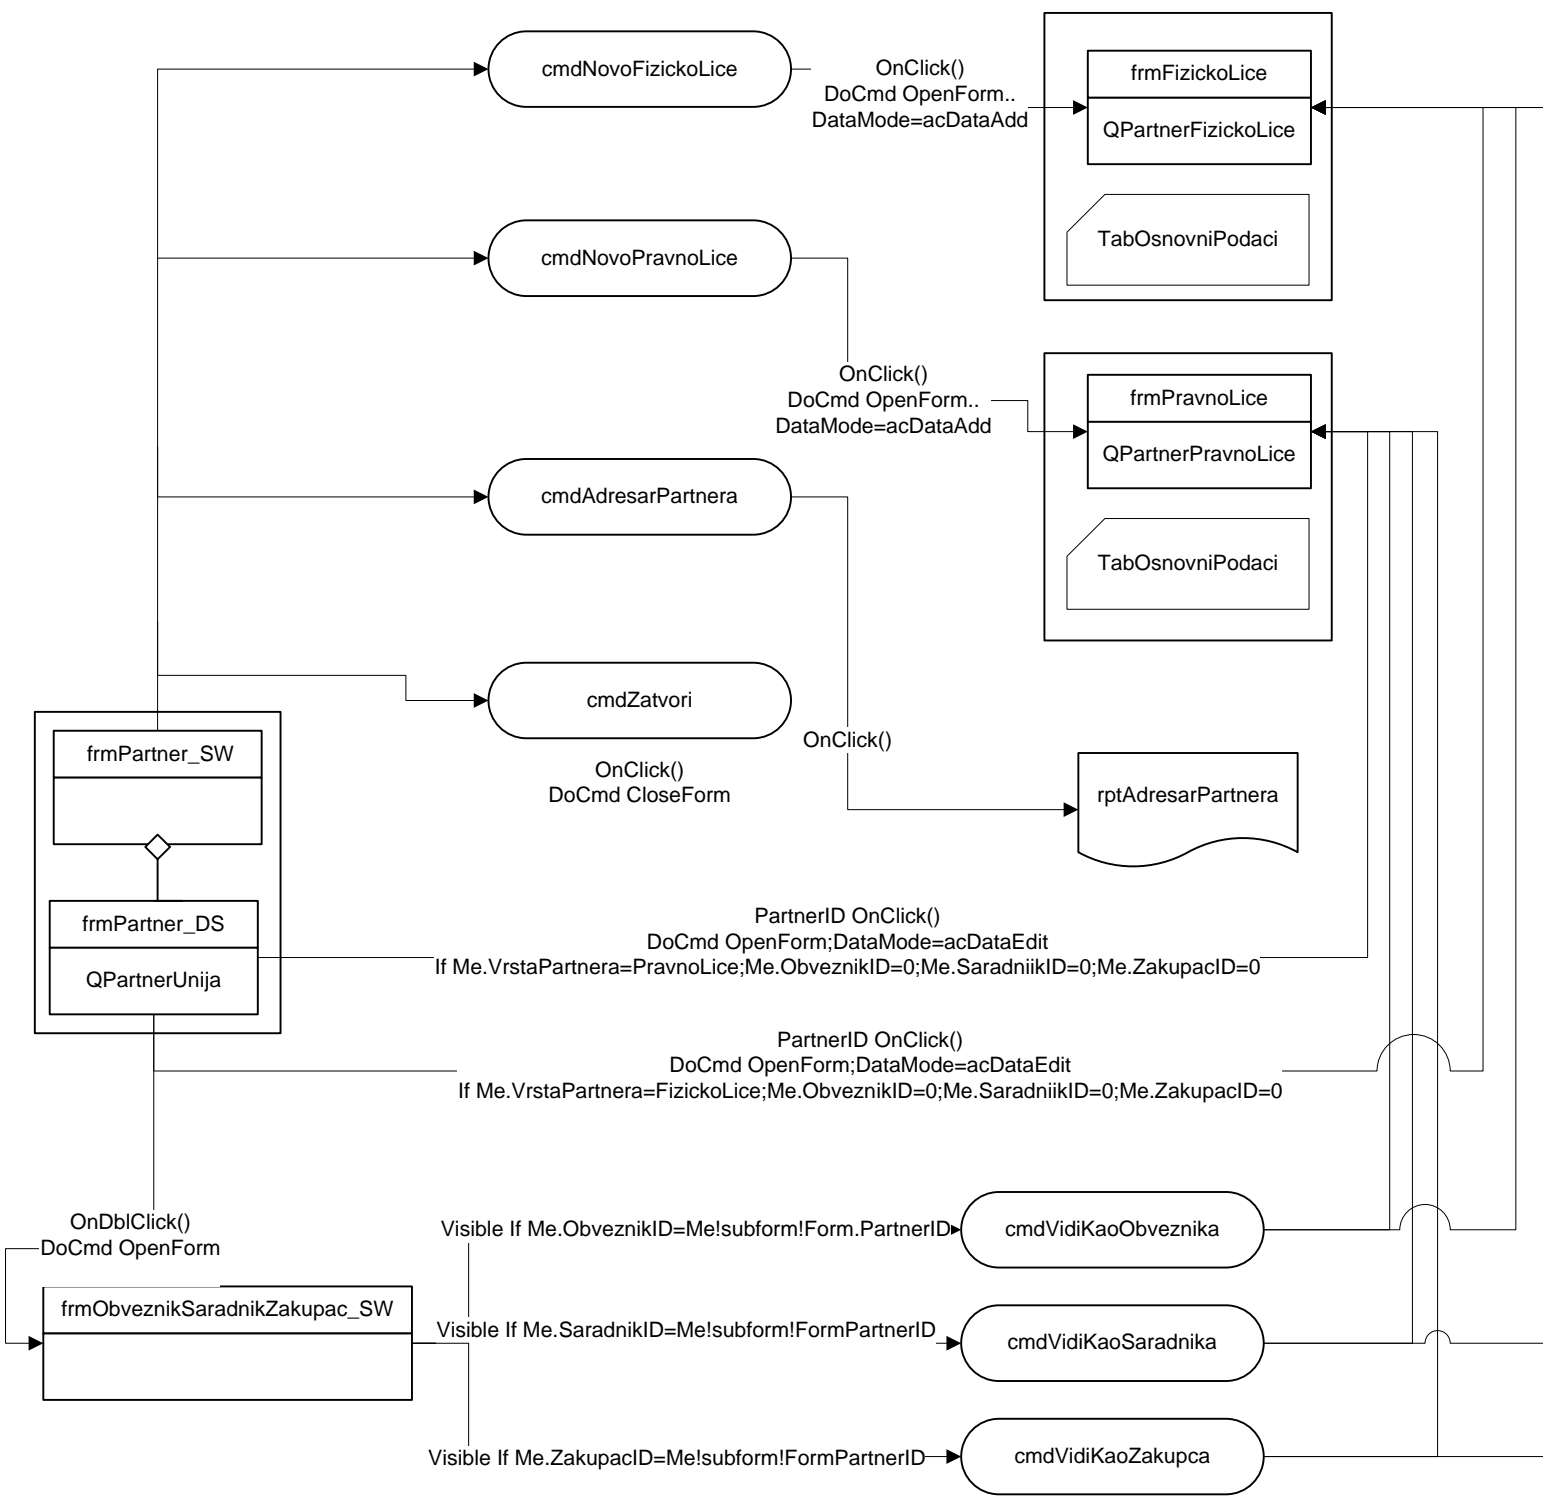 cmdNovoFizickoLice
OnClick()
DoCmd OpenForm..
DataMode=acDataAdd
frmFizickoLice
QPartnerFizickoLice
TabOsnovniPodaci
cmdNovoPravnoLice
OnClick()
DoCmd OpenForm..
DataMode=acDataAdd
frmPravnoLice
QPartnerPravnoLice
TabOsnovniPodaci
cmdAdresarPartnera
cmdZatvori
OnClick()
DoCmd CloseForm
OnClick()
rptAdresarPartnera
frmPartner_SW
frmPartner_DS
QPartnerUnija
PartnerID OnClick()
DoCmd OpenForm;DataMode=acDataEdit
If Me.VrstaPartnera=PravnoLice;Me.ObveznikID=0;Me.SaradniikID=0;Me.ZakupacID=0
PartnerID OnClick()
DoCmd OpenForm;DataMode=acDataEdit
If Me.VrstaPartnera=FizickoLice;Me.ObveznikID=0;Me.SaradniikID=0;Me.ZakupacID=0
OnDblClick()
DoCmd OpenForm
frmObveznikSaradnikZakupac_SW
Visible If Me.ObveznikID=Me!subform!Form.PartnerID
cmdVidiKaoObveznika
Visible If Me.SaradnikID=Me!subform!FormPartnerID
cmdVidiKaoSaradnika
Visible If Me.ZakupacID=Me!subform!FormPartnerID
cmdVidiKaoZakupca